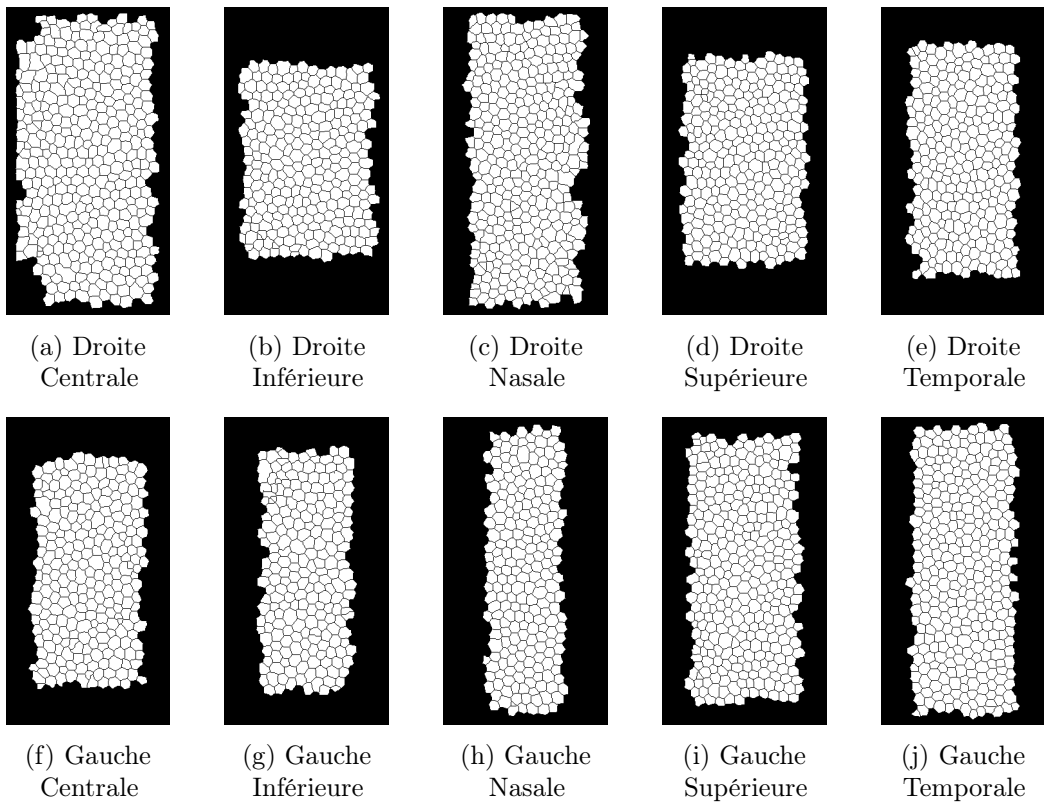 (a) Droite
Centrale
(b) Droite
Inférieure
(c) Droite
Nasale
(d) Droite
Supérieure
(e) Droite
Temporale
(f) Gauche
Centrale
(g) Gauche
Inférieure
(h) Gauche
Nasale
(i) Gauche
Supérieure
(j) Gauche
Temporale